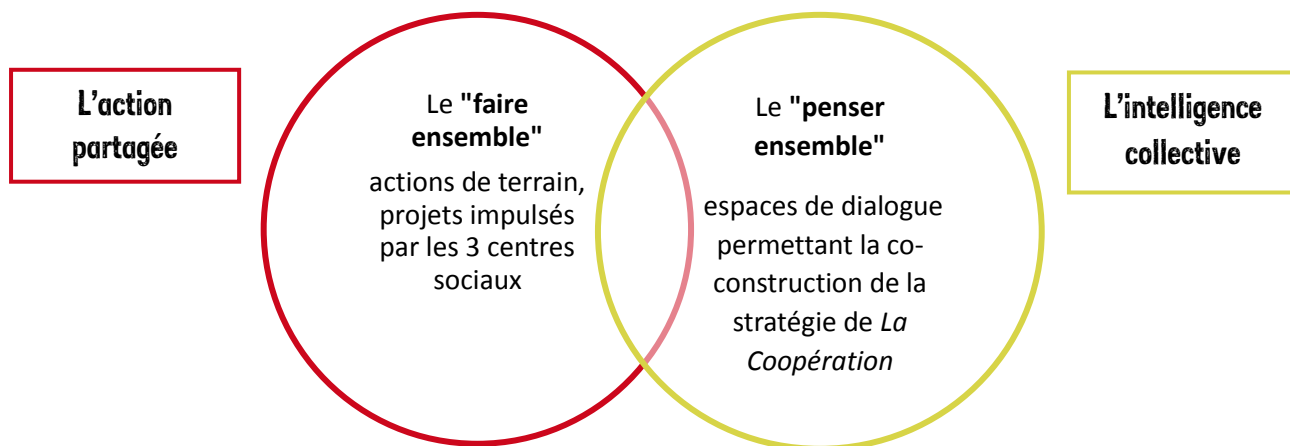 L'action
partagée
Le "faire
ensemble"
actions de terrain,
projets impulsés
par les 3 centres
sociaux
Le "penser
ensemble"
espaces de dialogue
permettant la co-
construction de la
stratégie de La
Coopération
L'intelligence
collective